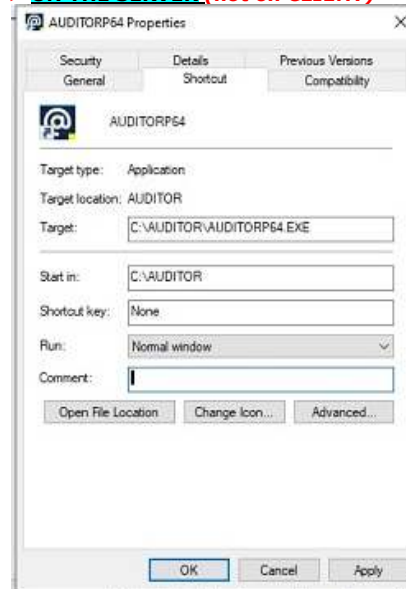 ON THE SERVER (not on CLIENT)
AUDITORP64 Properties
Security Details Previous Versions
General Shortcut Compatibility
AUDITORP64
Target type: Application
Target location: AUDITOR
Target: C:\AUDITOR\AUDITORP64.EXE
Start in: C:\AUDITOR
Shortcut key: None
Run: Normal window
Comment:
Open File Location Change Icon... Advanced...
OK Cancel Apply